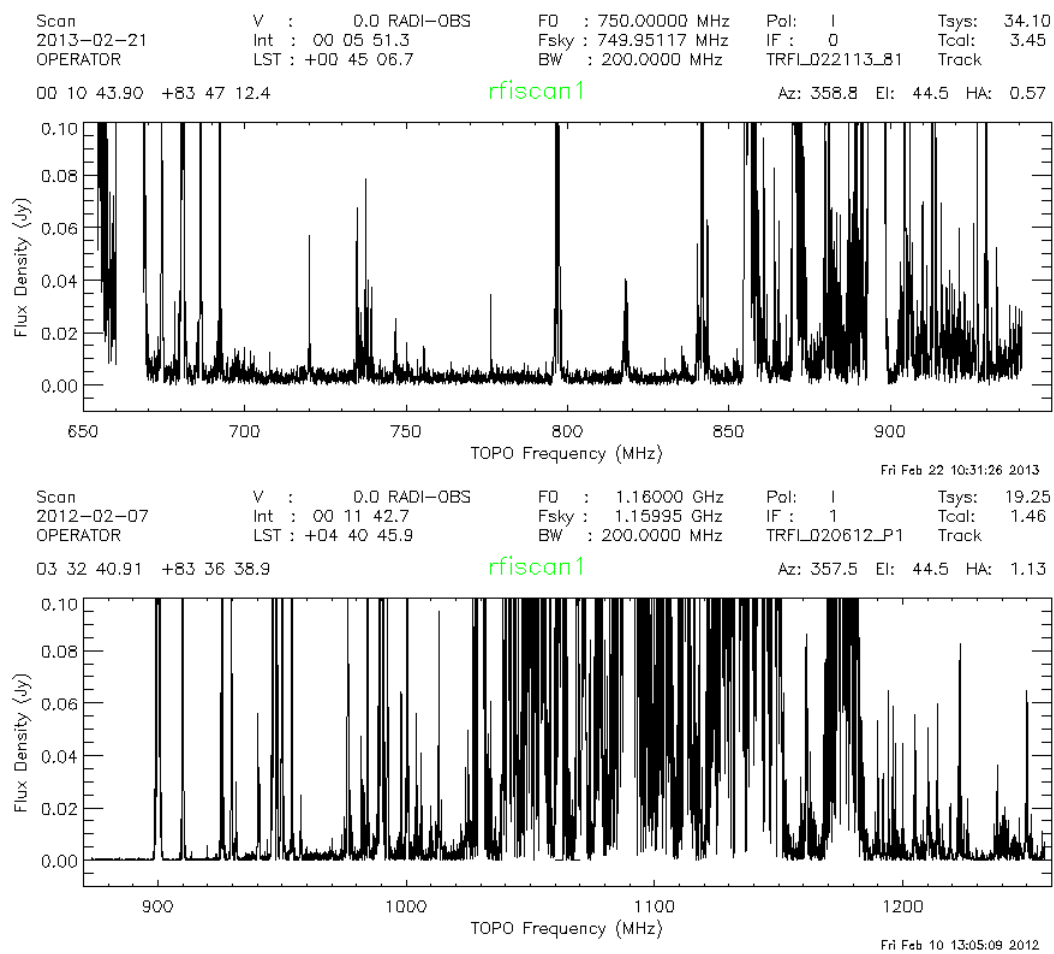 Scan V : 0.0 RADI-OBS F0 : 750.00000 MHz Pol: I Tsys: 34.10
2013-02-21 Int : 00 05 51.3 Fsky : 749.95117 MHz IF : 0 Tcal: 3.45
OPERATOR LST : +00 45 06.7 BW : 200.0000 MHz TRFI_022113_81 Track
00 10 43.90 +83 47 12.4 rfiscan1 Az: 358.8 El: 44.5 HA: 0.57
0.10
0.08
0.06
0.04
0.02
0.00
Flux Density (Jy)
650 700 750 800 850 900
TOPO Frequency (MHz)
Fri Feb 22 10:31:26 2013
Scan V : 0.0 RADI-OBS F0 : 1.16000 GHz Pol: I Tsys: 19.25
2012-02-07 Int : 00 11 42.7 Fsky : 1.15995 GHz IF : 1 Tcal: 1.46
OPERATOR LST : +04 40 45.9 BW : 200.0000 MHz TRFI_020612_P1 Track
03 32 40.91 +83 36 38.9 rfiscan1 Az: 357.5 El: 44.5 HA: 1.13
0.10
0.08
0.06
0.04
0.02
0.00
Flux Density (Jy)
900 1000 1100 1200
TOPO Frequency (MHz)
Fri Feb 10 13:05:09 2012